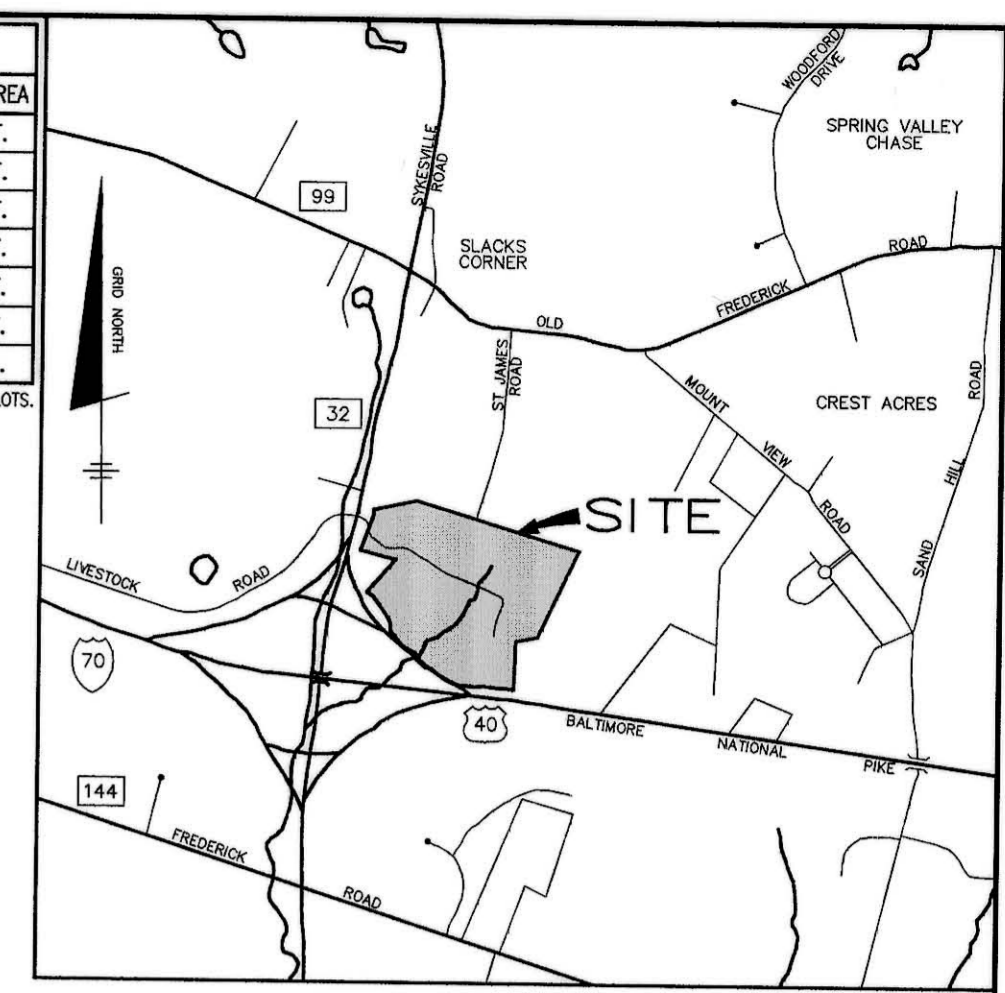 REA
T.
T.
T.
T.
T.
T.
T.
OTS.
WOODFORD
DRIVE
SPRING VALLEY
CHASE
SYKESVILLE
ROAD
99
SLACKS
CORNER
GRID NORTH
OLD FREDERICK ROAD
ST JAMES
ROAD
32
MOUNT VIEW ROAD
CREST ACRES
SAND HILL ROAD
SITE
LIVESTOCK ROAD
70
40
BALTIMORE NATIONAL PIKE
144
FREDERICK ROAD